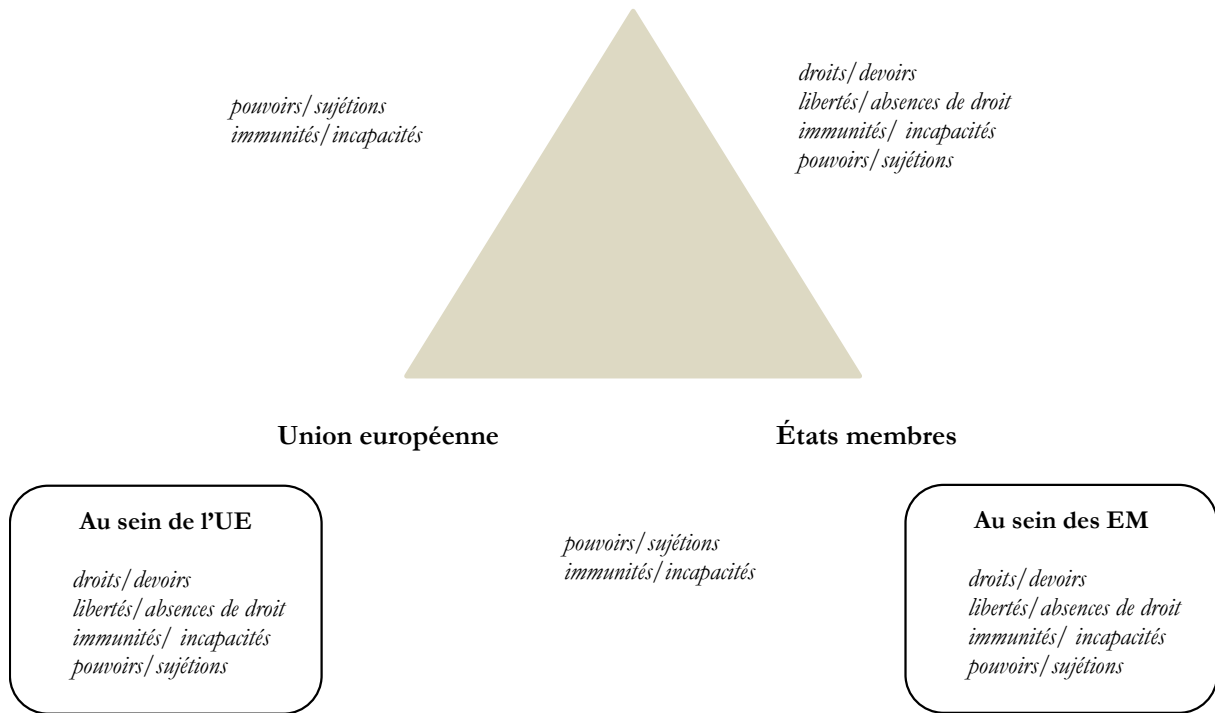 pouvoirs/sujétions
immunités/incapacités
droits/devoirs
libertés/absences de droit
immunités/ incapacités
pouvoirs/sujétions
Union européenne
États membres
Au sein de l’UE
droits/devoirs
libertés/absences de droit
immunités/ incapacités
pouvoirs/sujétions
pouvoirs/sujétions
immunités/incapacités
Au sein des EM
droits/devoirs
libertés/absences de droit
immunités/ incapacités
pouvoirs/sujétions